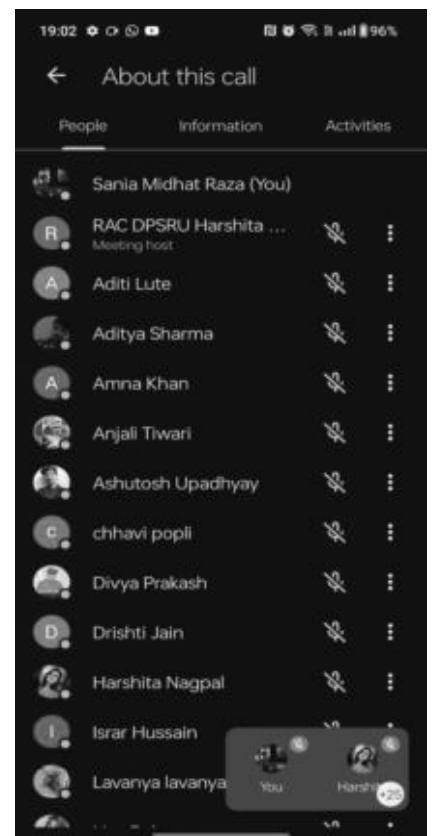 19:02
96%
About this call
People Information Activities
Sania Midhat Raza (You)
R
RAC DPSRU Harshita ...
Meeting host
A
Aditi Lute
Aditya Sharma
A
Amna Khan
Anjali Tiwari
Ashutosh Upadhyay
c
chhavi popli
Divya Prakash
D
Drishti Jain
Harshita Nagpal
I
Israr Hussain
Lavanya lavanya
You Harshit
+25